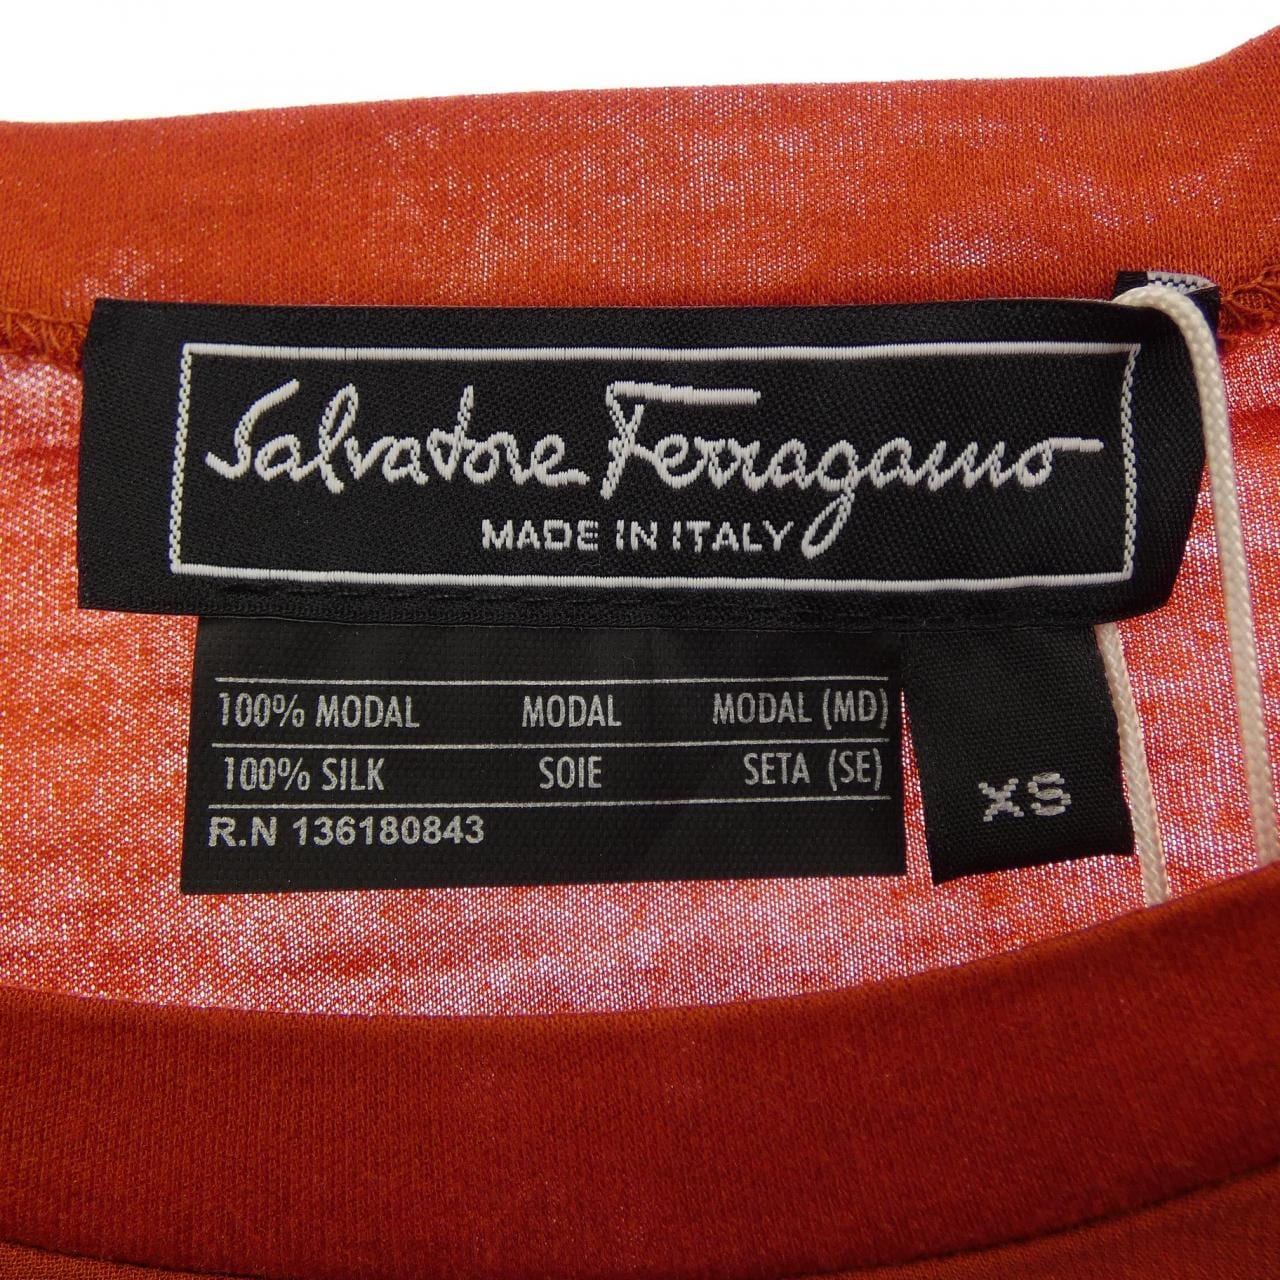 Salvatore Ferragamo
MADE IN ITALY
100% MODAL MODAL MODAL (MD)
100% SILK SOIE SETA (SE)
R.N 136180843
XS